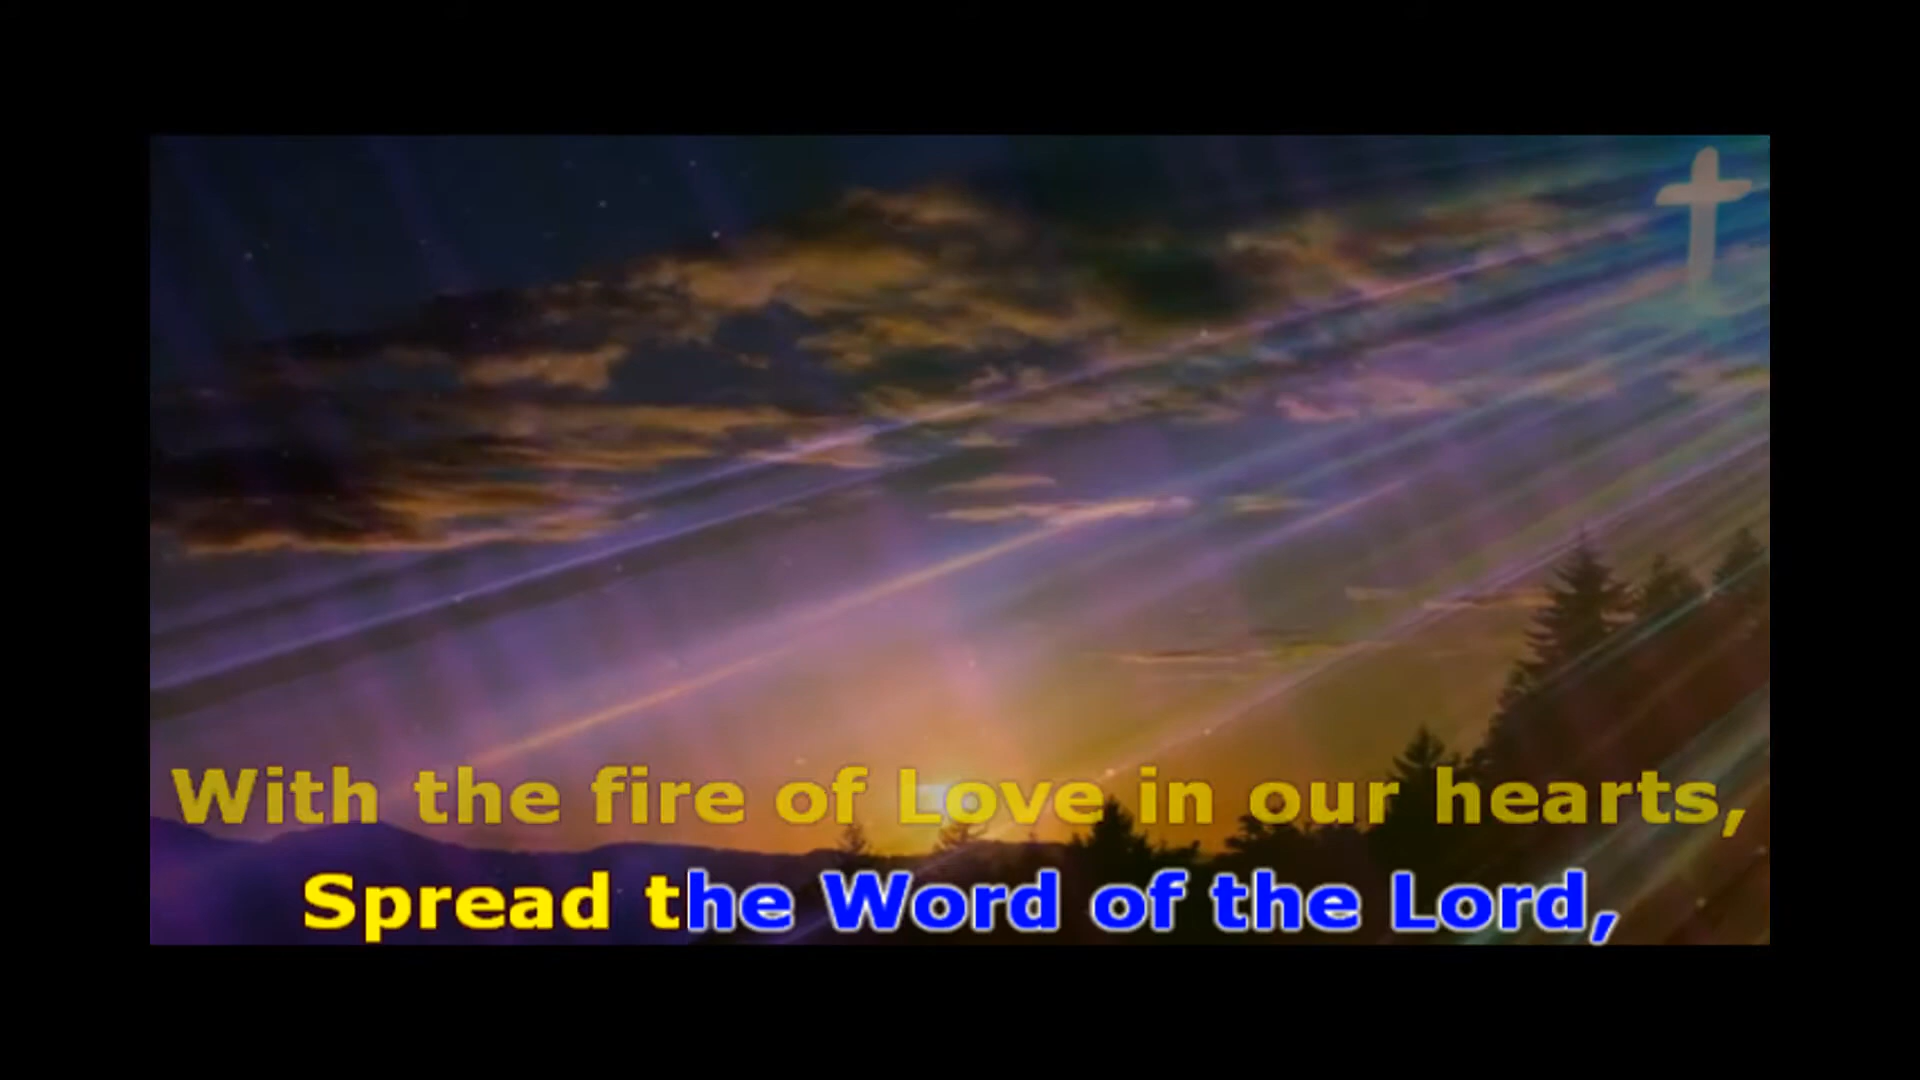 With the fire of Love in our hearts,
Spread the Word of the Lord,